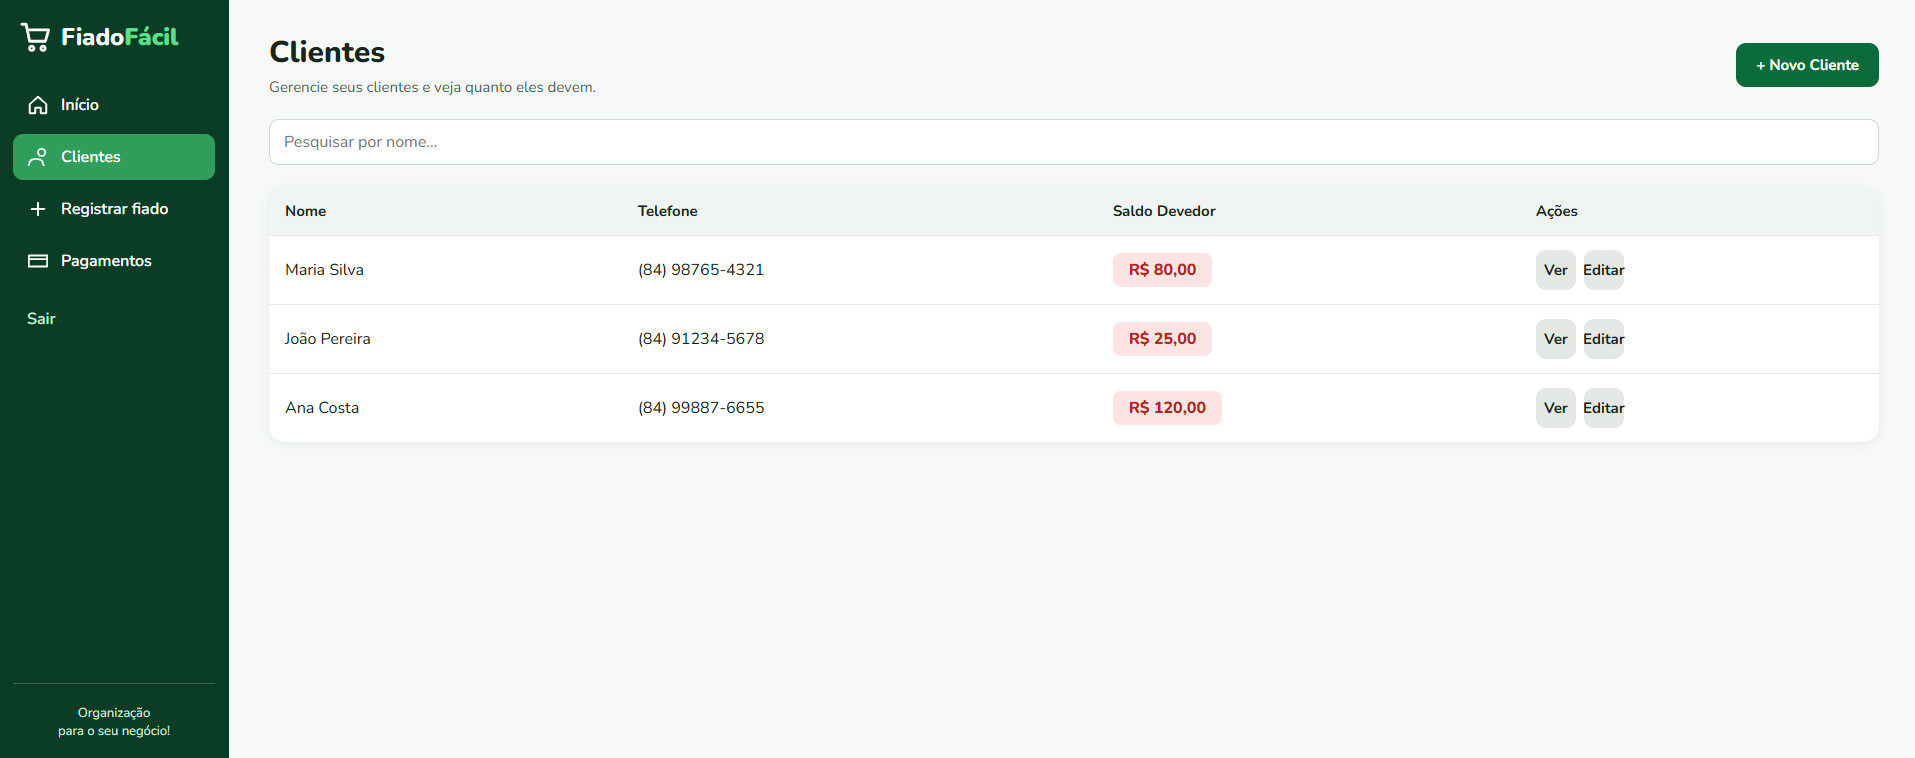 FiadoFácil
Início
Clientes
Registrar fiado
Pagamentos
Sair
Organização
para o seu negócio!
Clientes
Gerencie seus clientes e veja quanto eles devem.
+ Novo Cliente
Pesquisar por nome...
Nome Telefone Saldo Devedor Ações
Maria Silva (84) 98765-4321 R$ 80,00 Ver Editar
João Pereira (84) 91234-5678 R$ 25,00 Ver Editar
Ana Costa (84) 99887-6655 R$ 120,00 Ver Editar